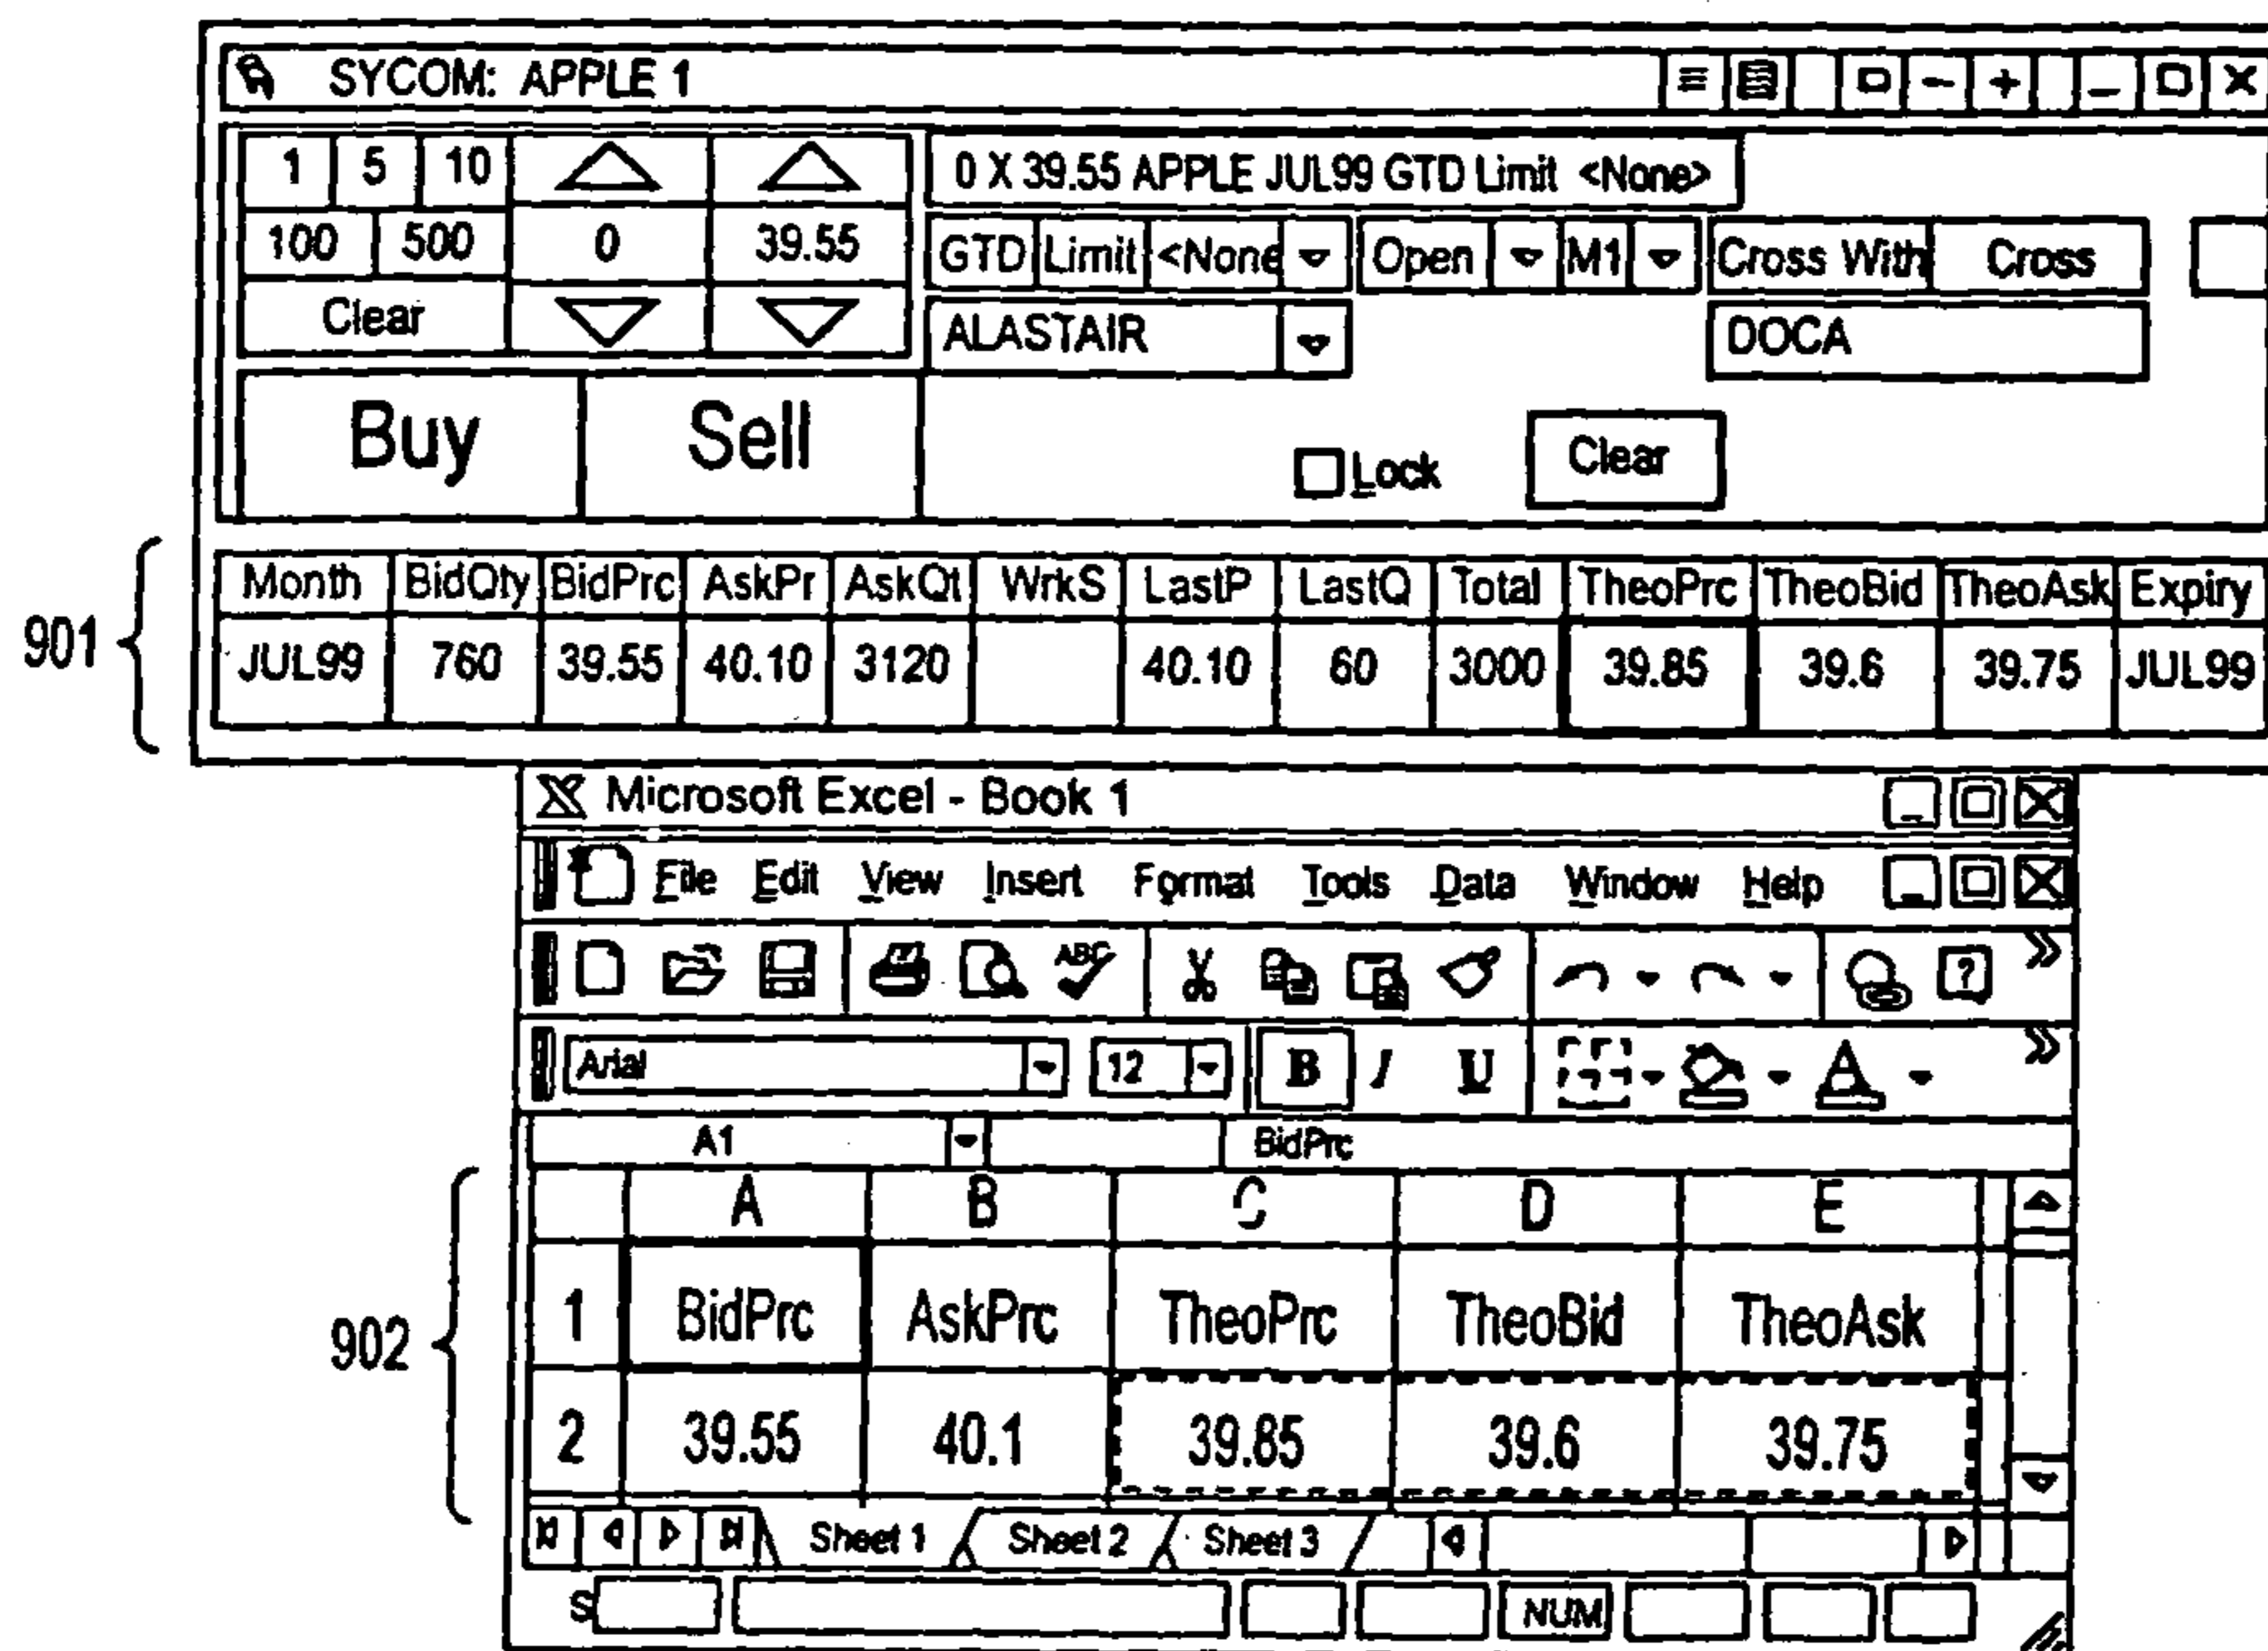 SYCOM: APPLE 1
1 5 10
0 X 39.55 APPLE JUL99 GTD Limit <None>
100 500 0 39.55
GTD Limit <None Open M1 Cross With Cross
Clear
ALASTAIR DOCA
Buy Sell
Lock Clear
901
Month BidQty BidPrc AskPr AskQt WrkS LastP LastQ Total TheoPrc TheoBid TheoAsk Expiry
JUL99 760 39.55 40.10 3120 40.10 60 3000 39.85 39.6 39.75 JUL99
Microsoft Excel - Book 1
File Edit View Insert Format Tools Data Window Help
ABC
Arial 12 B I U A
A1 BidPrc
902
A B C D E
1 BidPrc AskPrc TheoPrc TheoBid TheoAsk
2 39.55 40.1 39.85 39.6 39.75
Sheet 1 Sheet 2 Sheet 3
S NUM